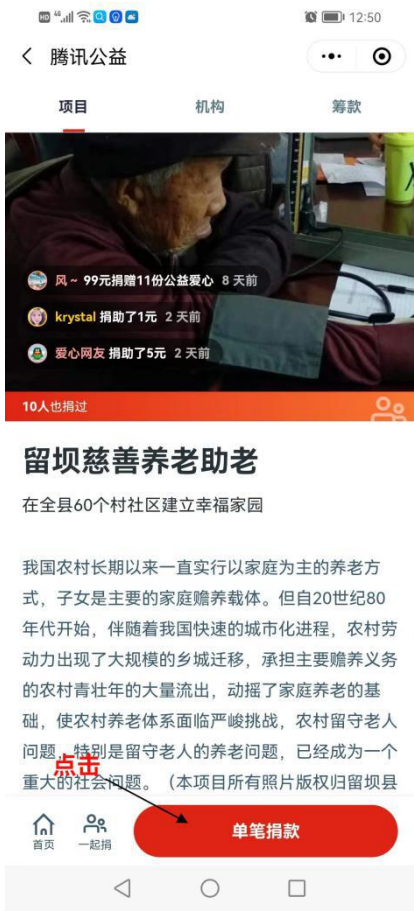 12:50
腾讯公益
项目 机构 筹款
风~ 99元捐赠11份公益爱心 8 天前
krystal 捐助了1元 2 天前
爱心网友 捐助了5元 2 天前
10人也捐过
留坝慈善养老助老
在全县60个村社区建立幸福家园
我国农村长期以来一直实行以家庭为主的养老方
式，子女是主要的家庭赡养载体。但自20世纪80
年代开始，伴随着我国快速的城市化进程，农村劳
动力出现了大规模的乡城迁移，承担主要赡养义务
的农村青壮年的大量流出，动摇了家庭养老的基
础，使农村养老体系面临严峻挑战，农村留守老人
问题，特别是留守老人的养老问题，已经成为一个
重大的社会问题。（本项目所有照片版权归留坝县
点击
首页 一起捐 单笔捐款